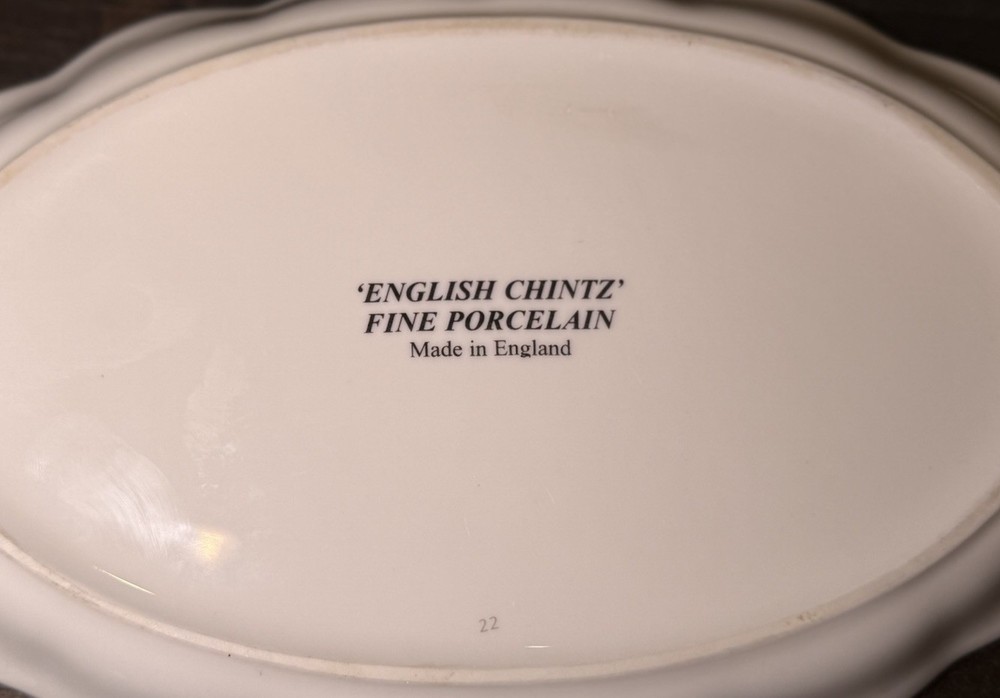 ‘ENGLISH CHINTZ’
FINE PORCELAIN
Made in England
22